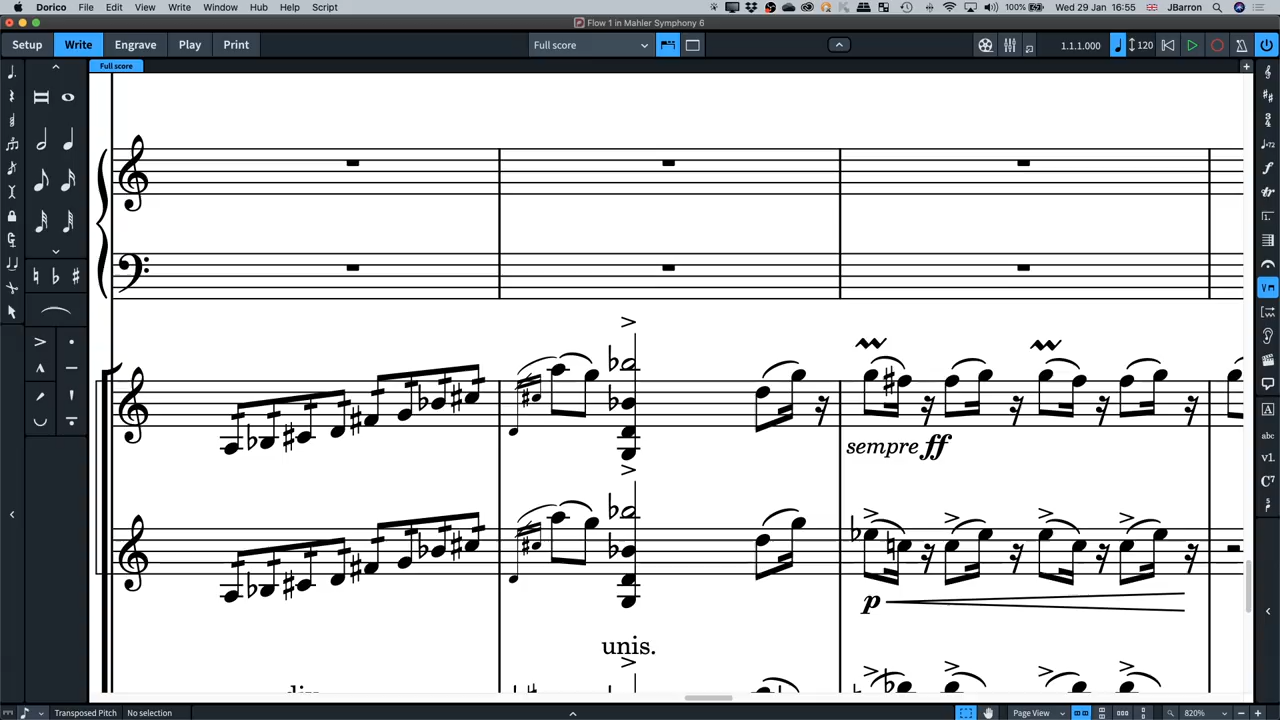 Dorico File Edit View Write Window Hub Help Script 100% Wed 29 Jan 16:55 JBarron
Flow 1 in Mahler Symphony 6
Setup Write Engrave Play Print Full score 1.1.1.000 120
Full score
sempre ff
p
unis.
Transposed Pitch No selection Page View 820%